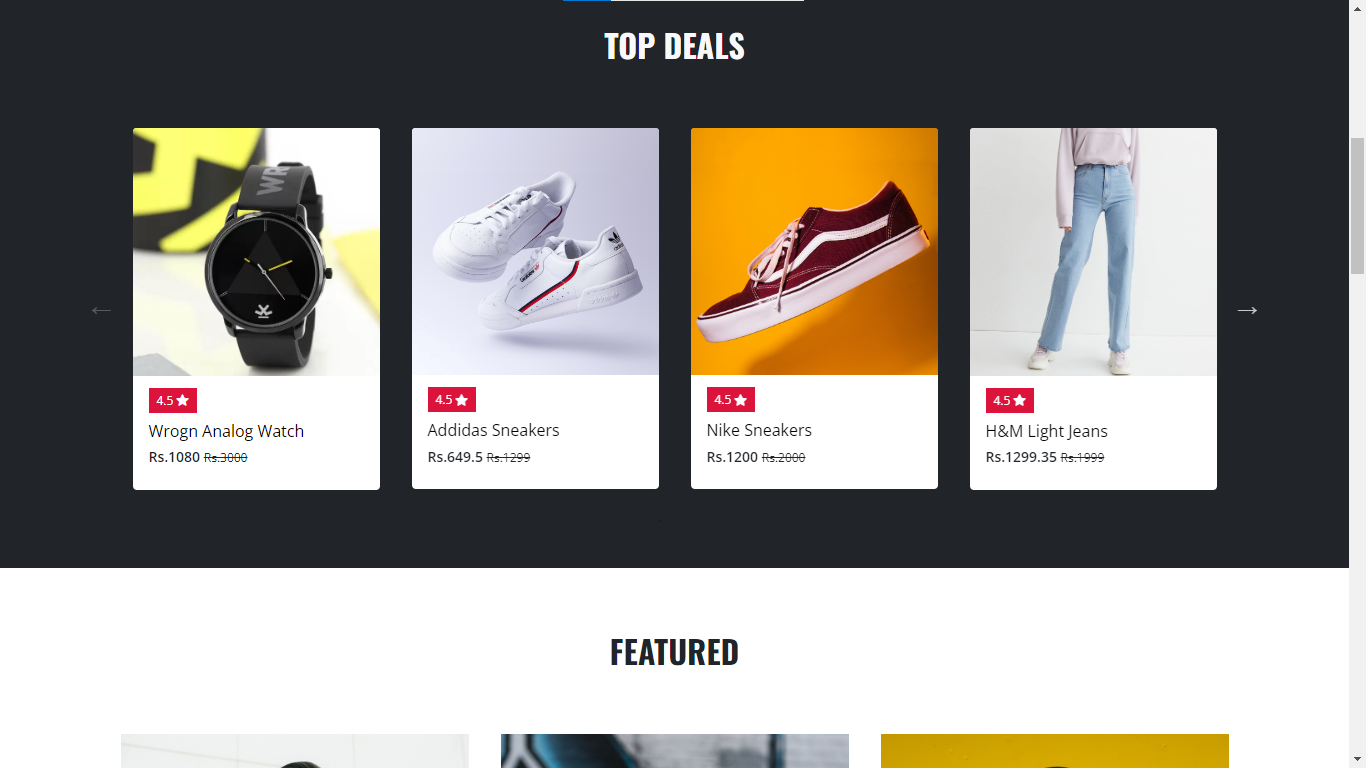 TOP DEALS
←
→
WR
adidas
4.5 ★
Wrogn Analog Watch
Rs.1080 Rs.3000
4.5 ★
Addidas Sneakers
Rs.649.5 Rs.1299
4.5 ★
Nike Sneakers
Rs.1200 Rs.2000
4.5 ★
H&M Light Jeans
Rs.1299.35 Rs.1999
FEATURED